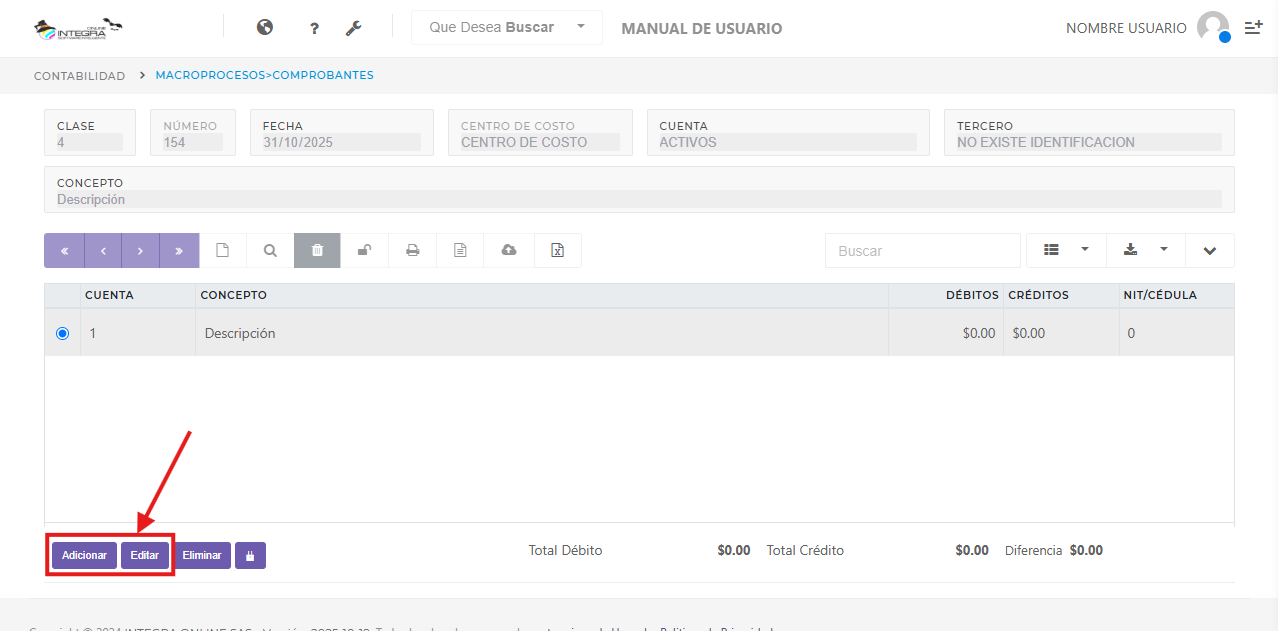 ONLINE
INTEGRA
? Que Desea Buscar MANUAL DE USUARIO NOMBRE USUARIO
CONTABILIDAD > MACROPROCESOS>COMPROBANTES
CLASE NÚMERO FECHA CENTRO DE COSTO CUENTA TERCERO
4 154 31/10/2025 CENTRO DE COSTO ACTIVOS NO EXISTE IDENTIFICACION
CONCEPTO
Descripción
« ‹ › » Buscar
CUENTA CONCEPTO DÉBITOS CRÉDITOS NIT/CÉDULA
1 Descripción $0.00 $0.00 0
Adicionar Editar Eliminar Total Débito $0.00 Total Crédito $0.00 Diferencia $0.00